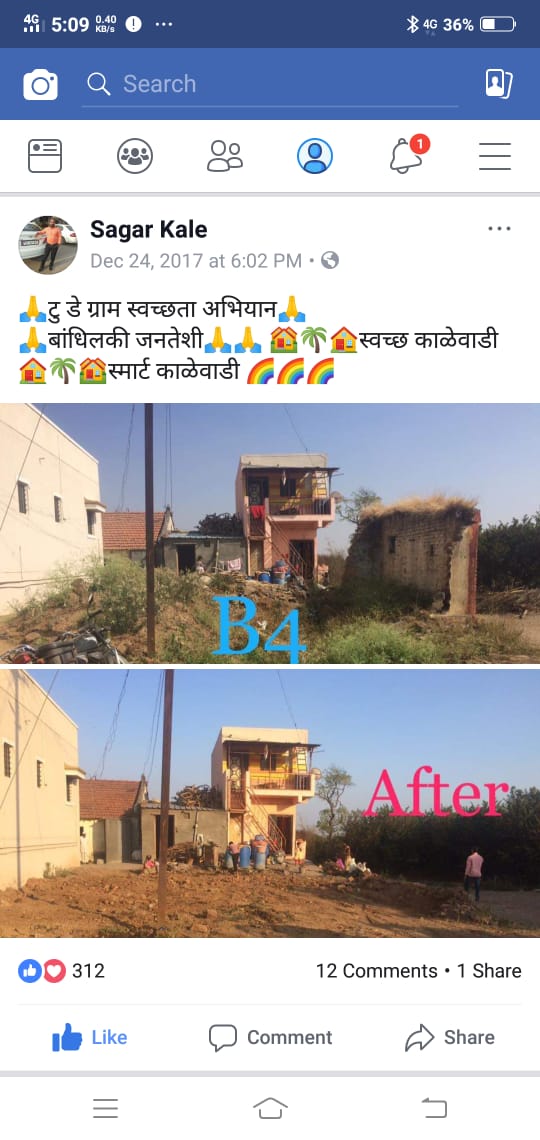 4G 5:09 0.40 KB/s 4G 36%
Search
1
Sagar Kale
Dec 24, 2017 at 6:02 PM •
🙏टु डे ग्राम स्वच्छता अभियान🙏
🙏बांधिलकी जनतेशी🙏🙏 🏡🌴🏠स्वच्छ काळेवाडी
🏠🌴🏡स्मार्ट काळेवाडी 🌈🌈🌈
B4
After
312 12 Comments • 1 Share
Like Comment Share